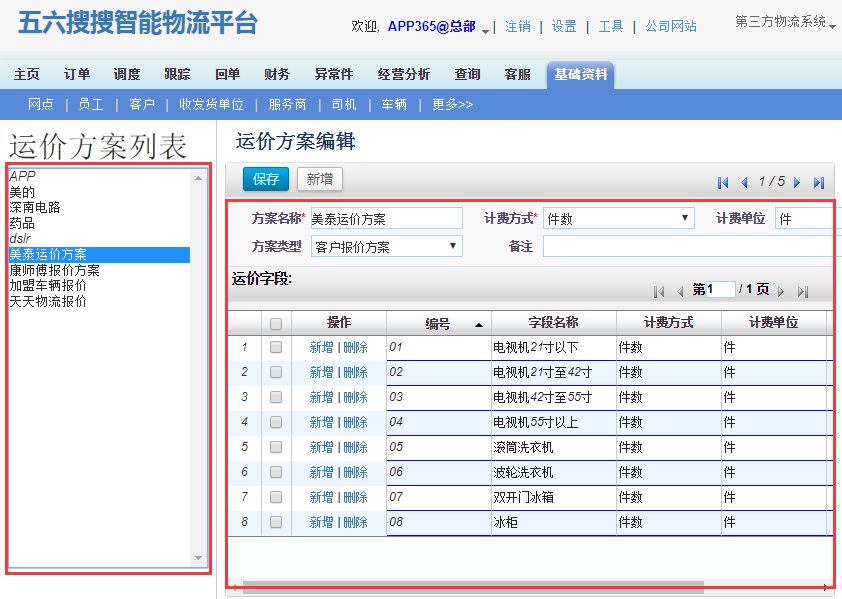 五六搜搜智能物流平台
欢迎, APP365@总部 | 注销 | 设置 | 工具 | 公司网站 第三方物流系统
主页 订单 调度 跟踪 回单 财务 异常件 经营分析 查询 客服 基础资料
网点 | 员工 | 客户 | 收发货单位 | 服务商 | 司机 | 车辆 | 更多>>
运价方案列表
APP
美的
深南电路
药品
dslr
美泰运价方案
康师傅报价方案
加盟车辆报价
天天物流报价
运价方案编辑
保存 新增
1 / 5
方案名称* 美泰运价方案 计费方式* 件数 计费单位 件
方案类型 客户报价方案 备注
运价字段:
第1 / 1 页
操作 编号 字段名称 计费方式 计费单位
1 新增 | 删除 01 电视机21寸以下 件数 件
2 新增 | 删除 02 电视机21寸至42寸 件数 件
3 新增 | 删除 03 电视机42寸至55寸 件数 件
4 新增 | 删除 04 电视机55寸以上 件数 件
5 新增 | 删除 05 滚筒洗衣机 件数 件
6 新增 | 删除 06 波轮洗衣机 件数 件
7 新增 | 删除 07 双开门冰箱 件数 件
8 新增 | 删除 08 冰柜 件数 件